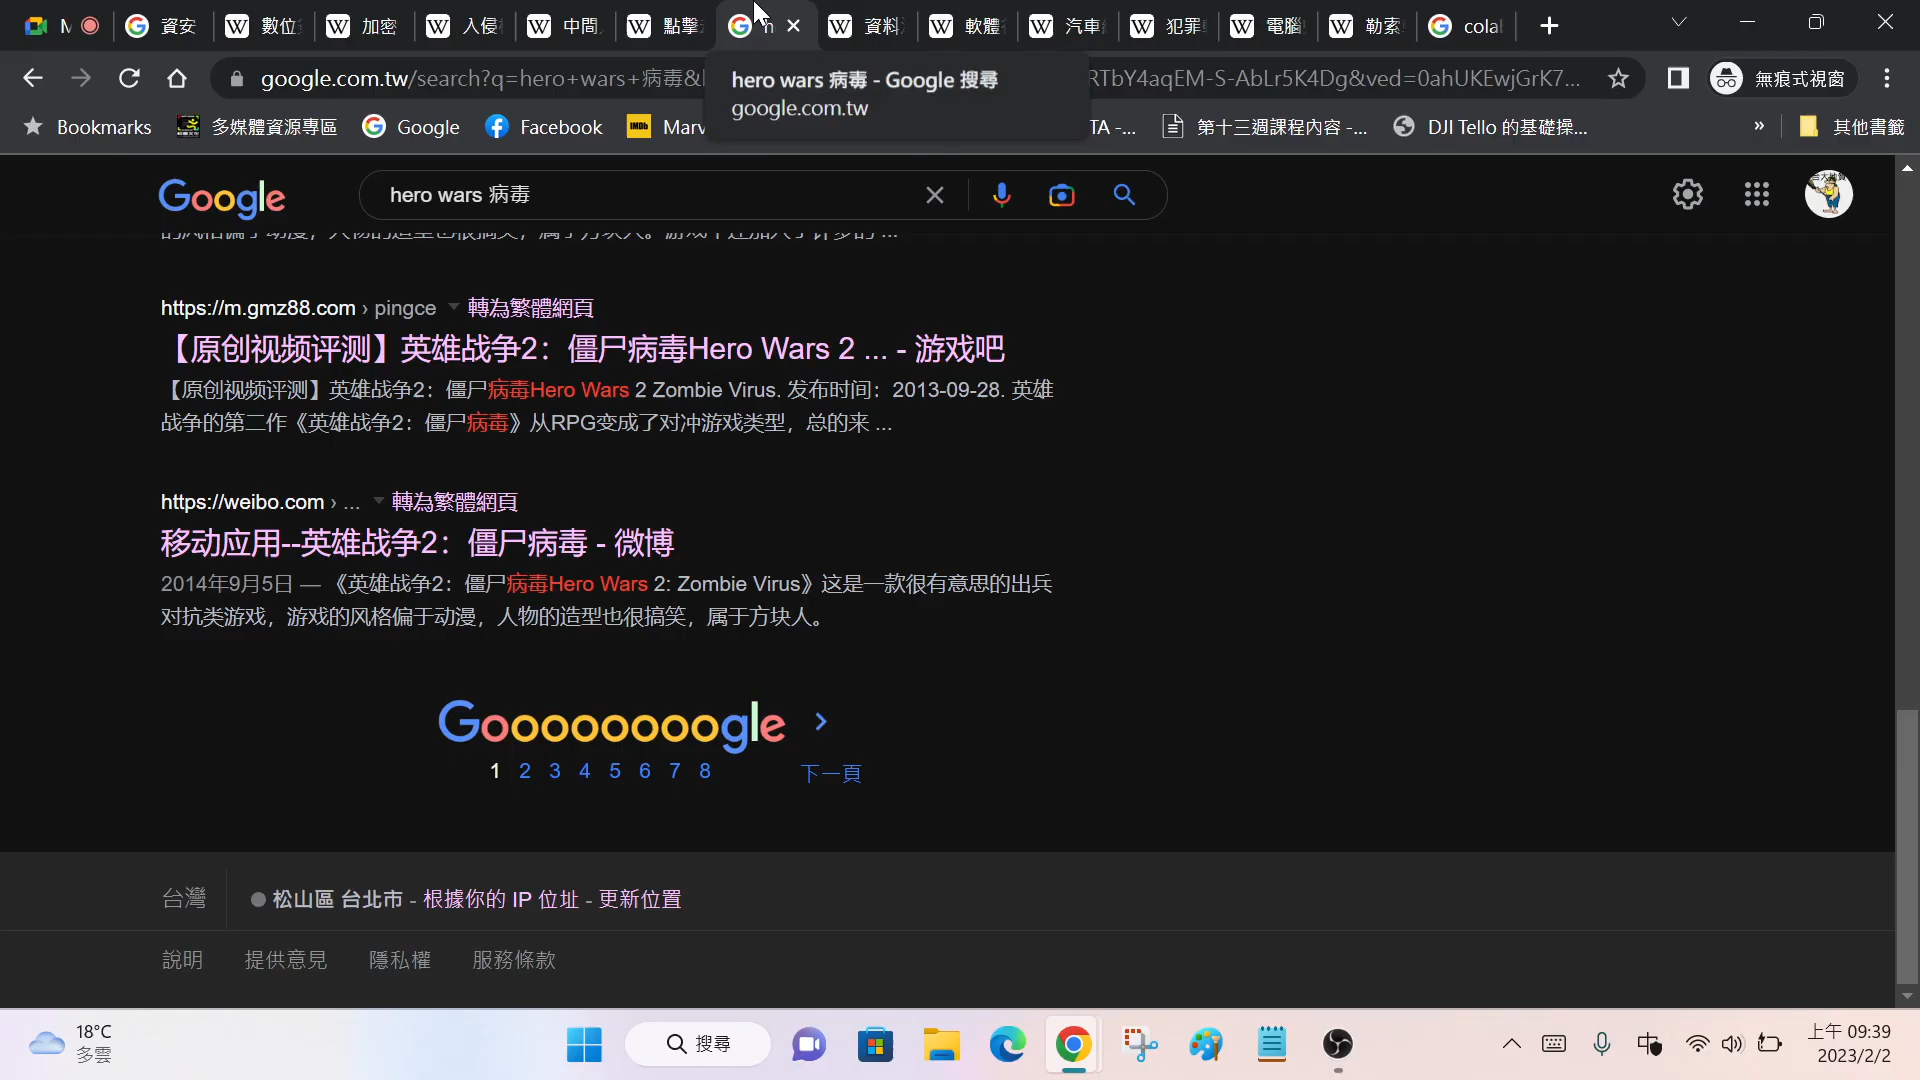 資安
數位
加密
入侵
中間
點擊
資料
軟體
汽車
犯罪
電腦
勒索
cola
google.com.tw/search?q=hero+wars+病毒&
RTbY4aqEM-S-AbLr5K4Dg&ved=0ahUKEwjGrK7...
無痕式視窗
hero wars 病毒 - Google 搜尋
google.com.tw
Bookmarks
多媒體資源專區
Google
Facebook
IMDb
Marv
TA -...
第十三週課程內容 -...
DJI Tello 的基礎操...
»
其他書籤
Google
hero wars 病毒
https://m.gmz88.com › pingce
轉為繁體網頁
【原创视频评测】英雄战争2：僵尸病毒Hero Wars 2 ... - 游戏吧
【原创视频评测】英雄战争2：僵尸病毒Hero Wars 2 Zombie Virus. 发布时间：2013-09-28. 英雄
战争的第二作《英雄战争2：僵尸病毒》从RPG变成了对冲游戏类型，总的来 ...
https://weibo.com › ...
轉為繁體網頁
移动应用--英雄战争2：僵尸病毒 - 微博
2014年9月5日 — 《英雄战争2：僵尸病毒Hero Wars 2: Zombie Virus》这是一款很有意思的出兵
对抗类游戏，游戏的风格偏于动漫，人物的造型也很搞笑，属于方块人。
Goooooooogle
1 2 3 4 5 6 7 8
下一頁
台灣
松山區 台北市 - 根據你的 IP 位址 - 更新位置
說明 提供意見 隱私權 服務條款
18°C
多雲
搜尋
上午 09:39
2023/2/2